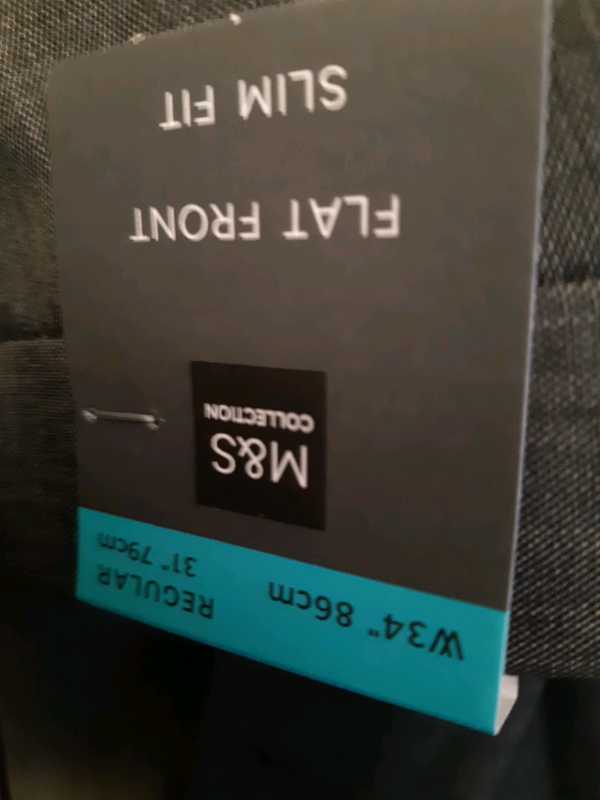 W34" 86cm
REGULAR
31" 79cm
M&S
COLLECTION
FLAT FRONT
SLIM FIT